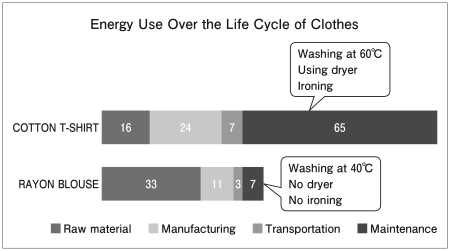 Energy Use Over the Life Cycle of Clothes
Washing at 60℃
Using dryer
Ironing
COTTON T-SHIRT 16 24 7 65
RAYON BLOUSE 33 11 3 7
Washing at 40℃
No dryer
No ironing
Raw material Manufacturing Transportation Maintenance